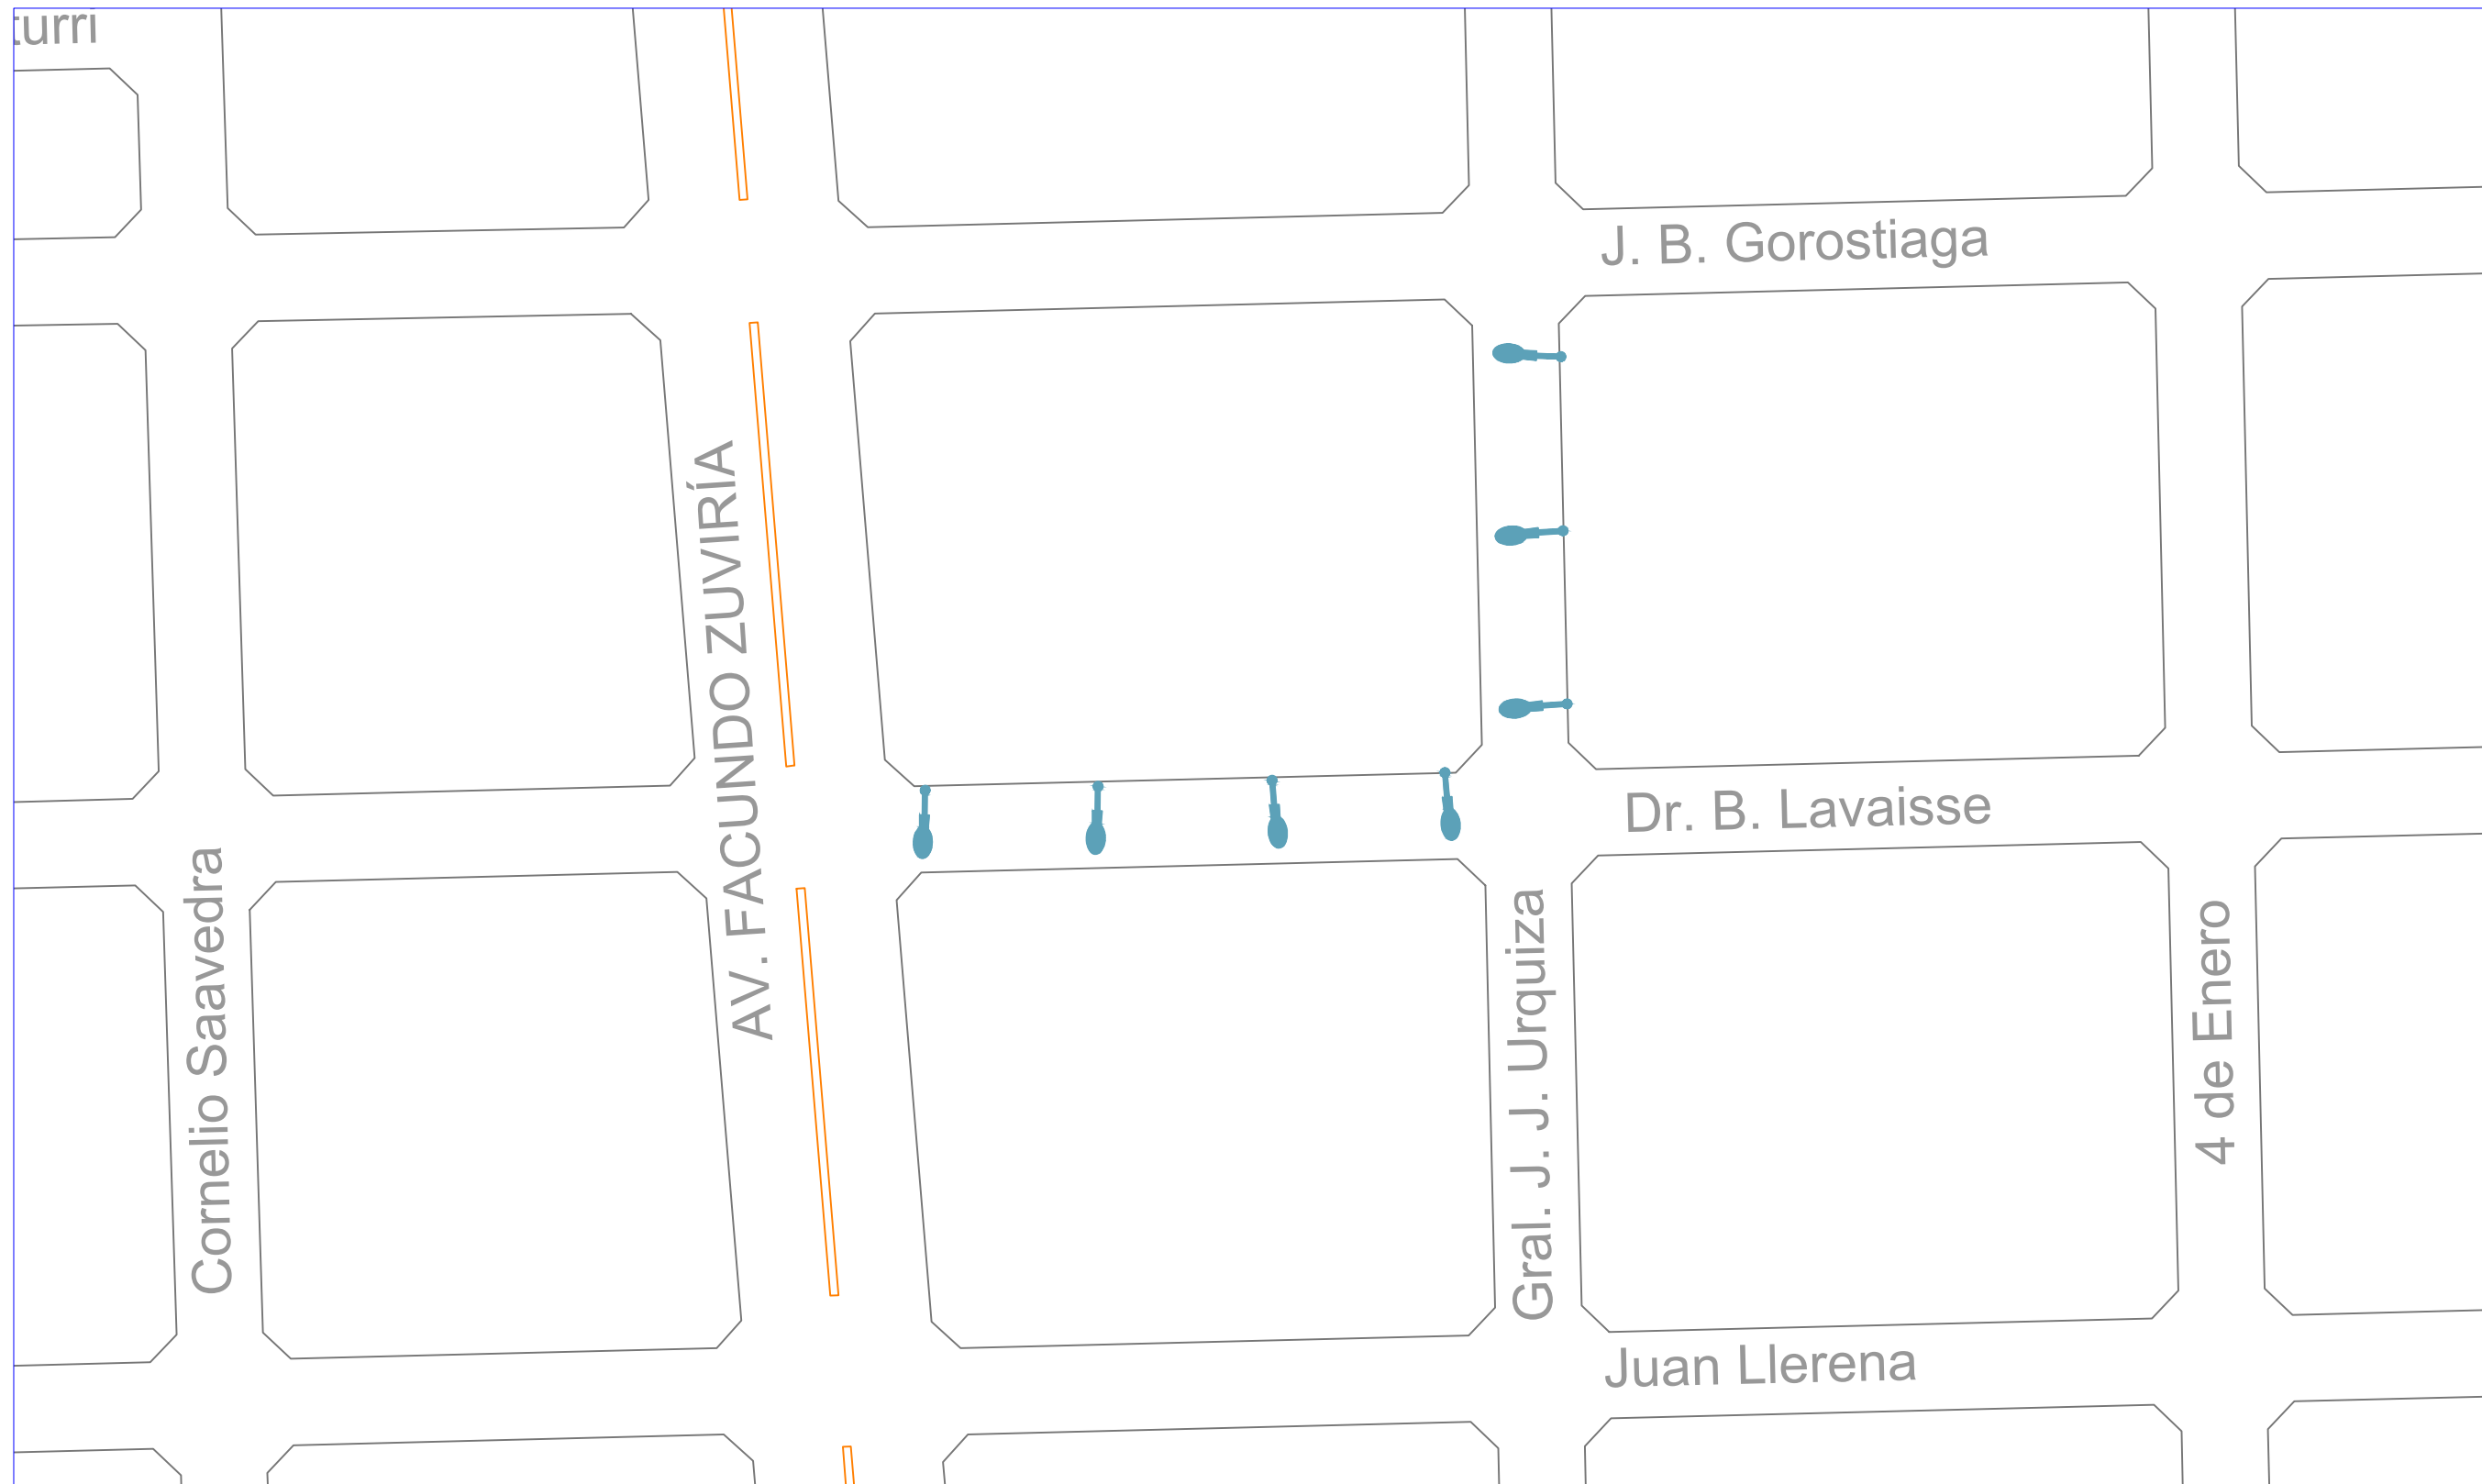 J. B. Gorostiaga
AV. FACUNDO ZUVIRÍA
Dr. B. Lavaisse
Cornelio Saavedra
Gral. J. J. Urquiza
4 de Enero
Juan Llerena